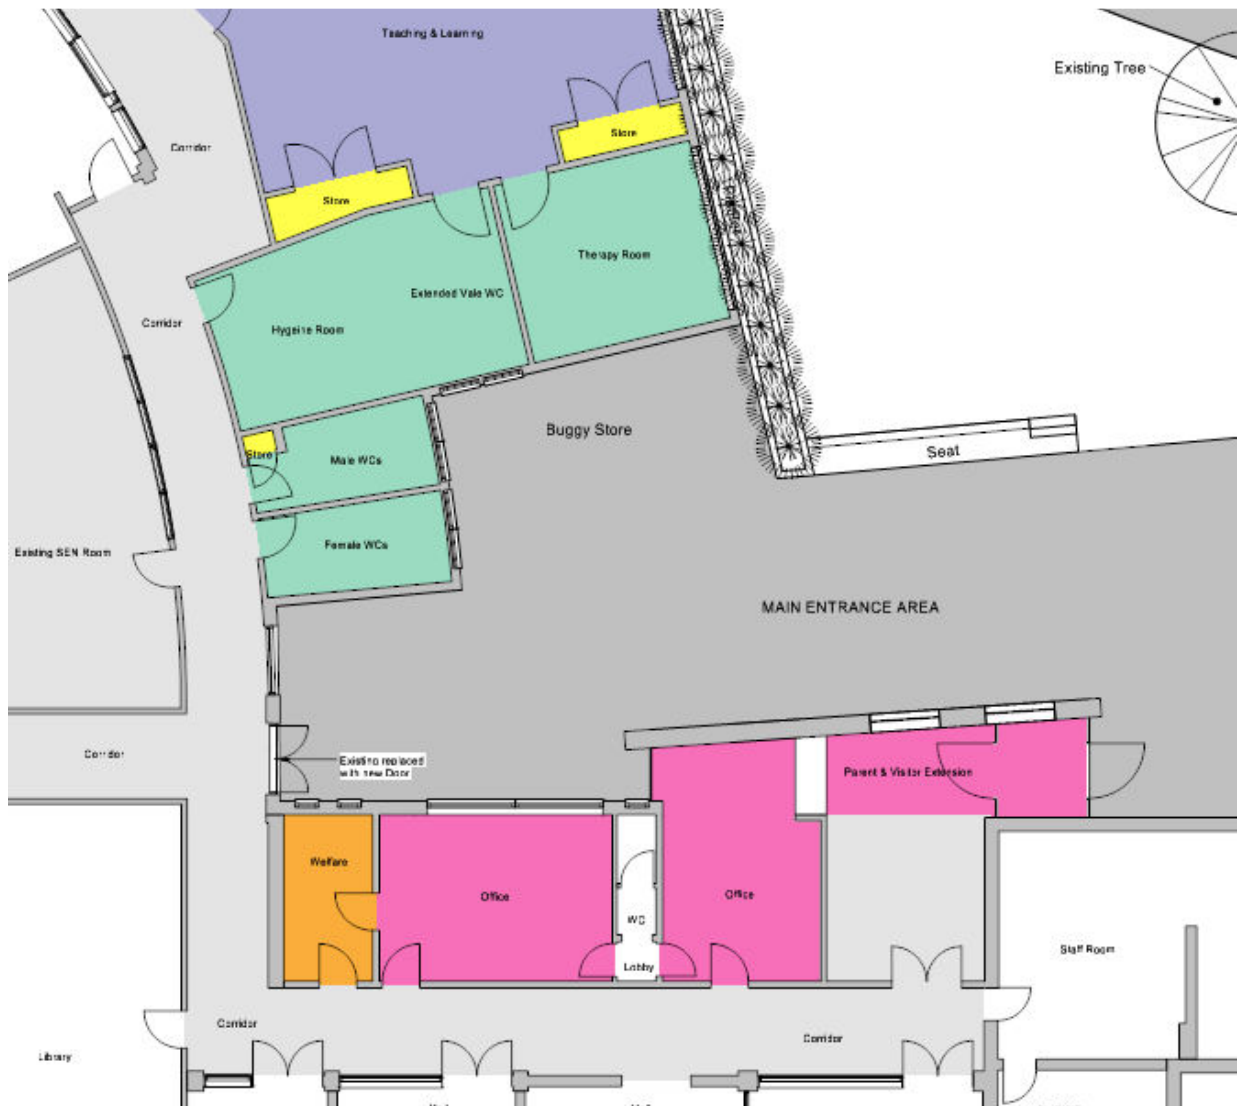 Teaching & Learning
Existing Tree
Corridor
Store
Store
Planter
Therapy Room
Extended Vale WC
Hygeine Room
Corridor
Buggy Store
Seat
Store
Male WCs
Existing SEN Room
Female WCs
MAIN ENTRANCE AREA
Corridor
Existing replaced
with new Door
Parent & Visitor Extension
Welfare
Office
Office
WC
Staff Room
Lobby
Corridor
Corridor
Library